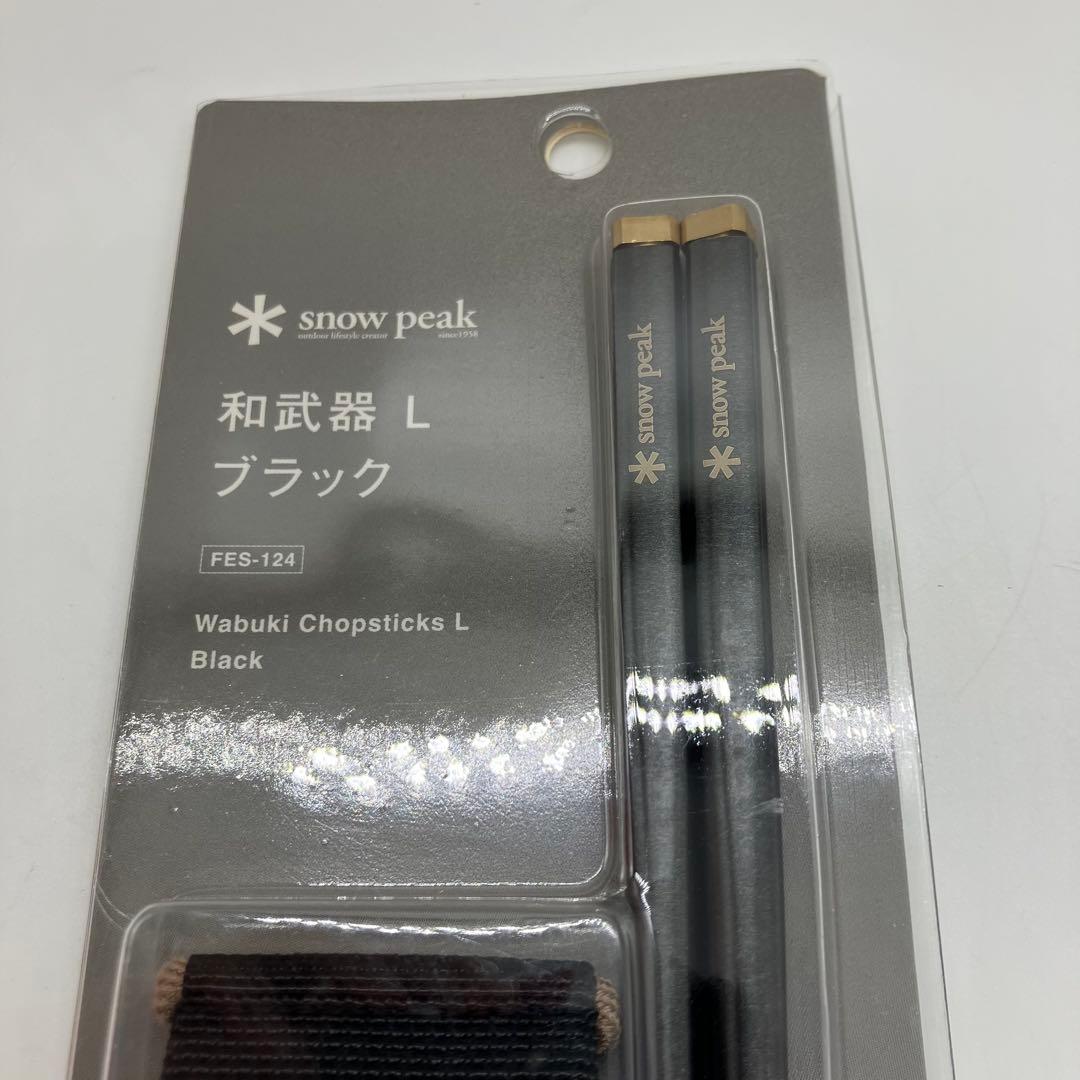 snow peak
outdoor lifestyle creator since1958
和武器 L
ブラック
FES-124
Wabuki Chopsticks L
Black
snow peak
snow peak